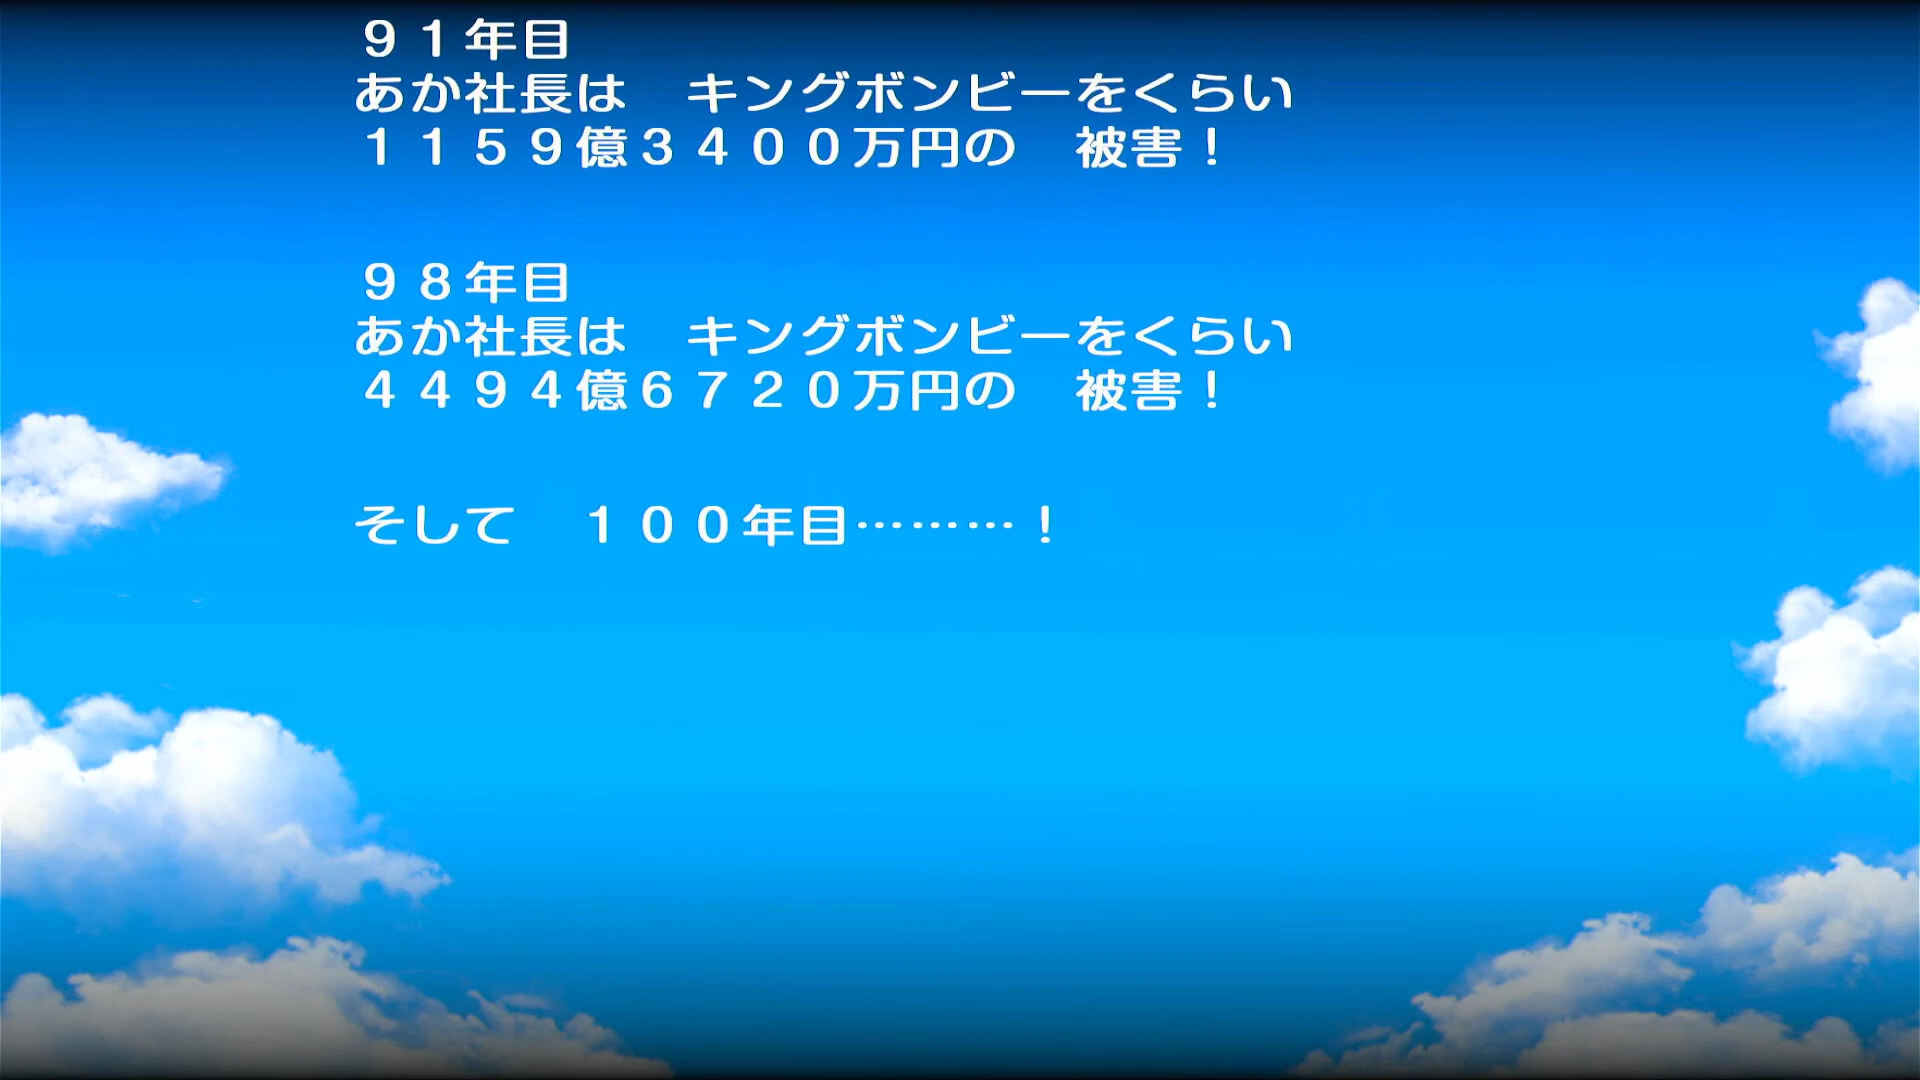 ９１年目
あか社長は　キングボンビーをくらい
１１５９億３４００万円の　被害！
９８年目
あか社長は　キングボンビーをくらい
４４９４億６７２０万円の　被害！
そして　１００年目………！